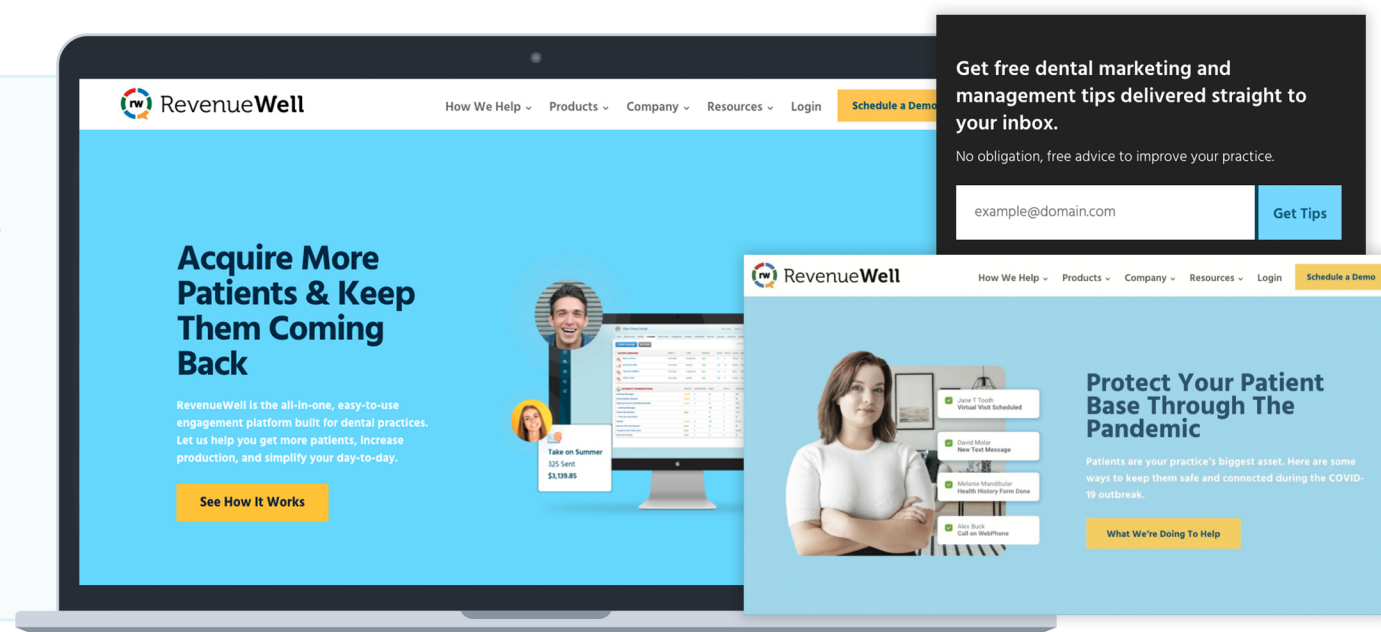 rw RevenueWell
How We Help
Products
Company
Resources
Login
Schedule a Demo
Acquire More
Patients & Keep
Them Coming
Back
RevenueWell is the all-in-one, easy-to-use
engagement platform built for dental practices.
Let us help you get more patients, increase
production, and simplify your day-to-day.
See How It Works
Take on Summer
325 Sent
$3,139.85
Get free dental marketing and
management tips delivered straight to
your inbox.
No obligation, free advice to improve your practice.
example@domain.com
Get Tips
rw RevenueWell
How We Help
Products
Company
Resources
Login
Schedule a Demo
Jane T Tooth
Virtual Visit Scheduled
David Molar
New Text Message
Melanie Mandibular
Health History Form Done
Alex Buck
Call on WebPhone
Protect Your Patient
Base Through The
Pandemic
Patients are your practice's biggest asset. Here are some
ways to keep them safe and connected during the COVID-
19 outbreak.
What We're Doing To Help